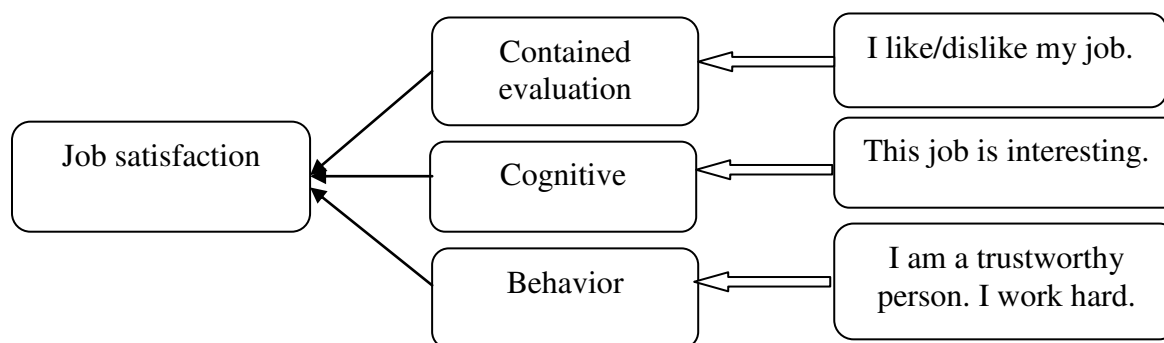 Job satisfaction
Contained
evaluation
Cognitive
Behavior
I like/dislike my job.
This job is interesting.
I am a trustworthy
person. I work hard.